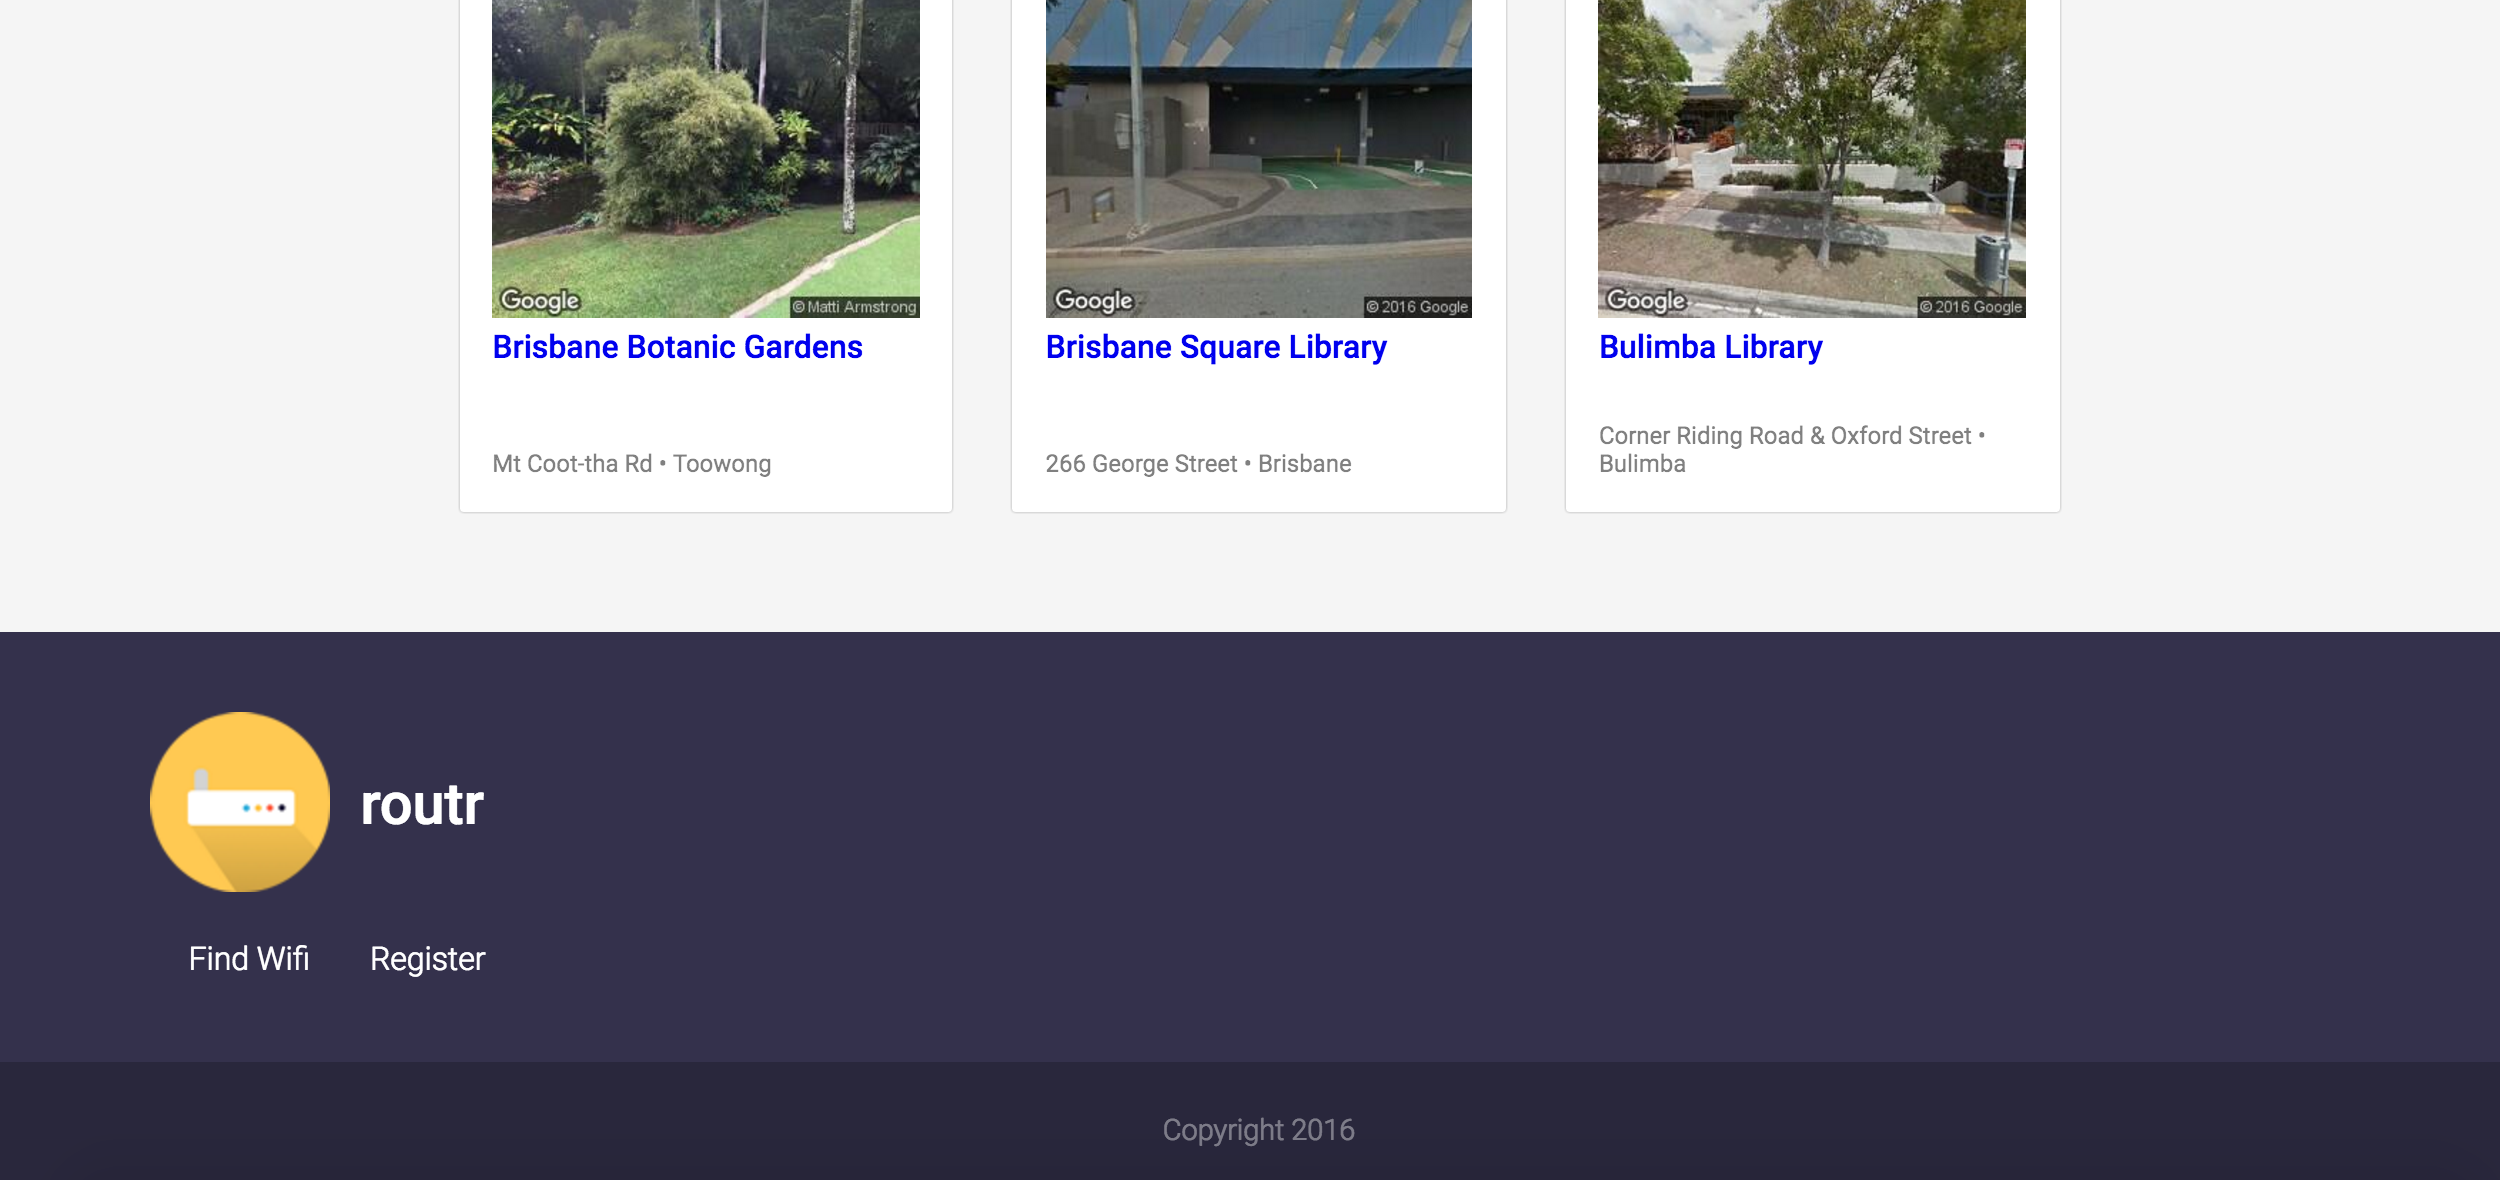 Google
© Matti Armstrong
Google
© 2016 Google
Google
© 2016 Google
Brisbane Botanic Gardens
Brisbane Square Library
Bulimba Library
Mt Coot-tha Rd • Toowong
266 George Street • Brisbane
Corner Riding Road & Oxford Street •
Bulimba
routr
Find Wifi
Register
Copyright 2016